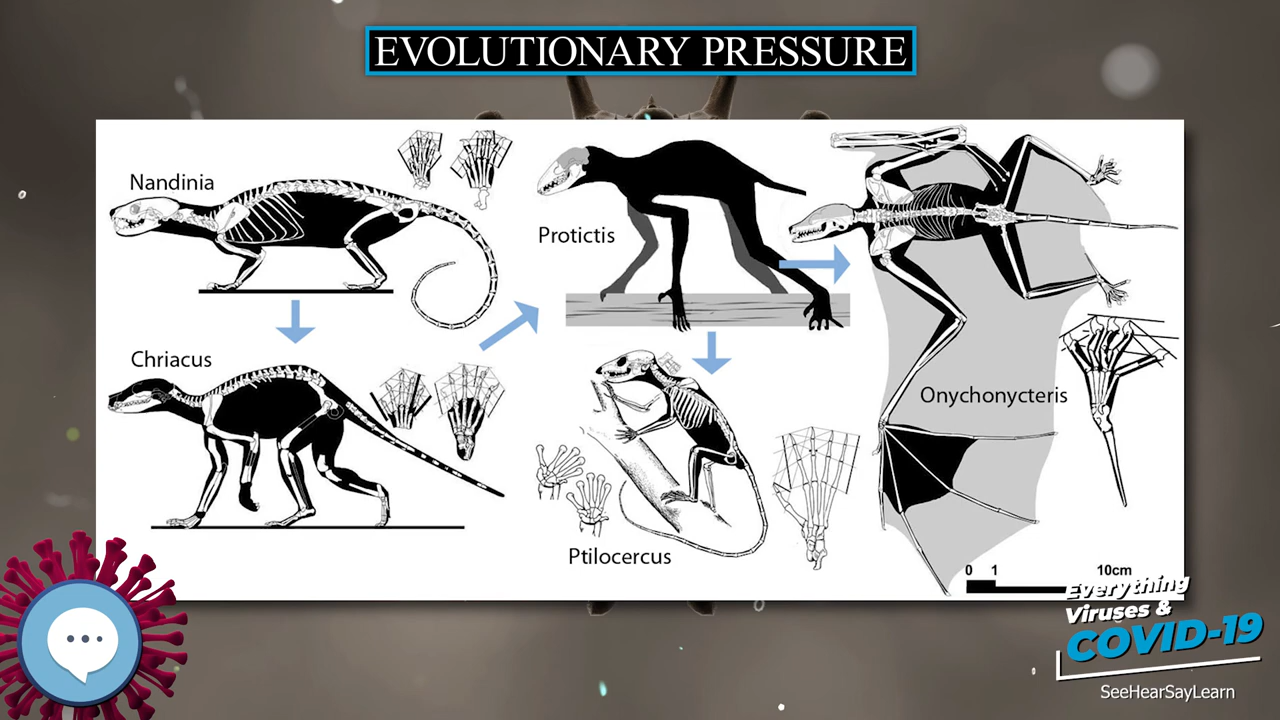 EVOLUTIONARY PRESSURE
Nandinia
Protictis
Chriacus
Onychonycteris
Ptilocercus
0 1 10cm
Everything
Viruses &
COVID-19
SeeHearSayLearn